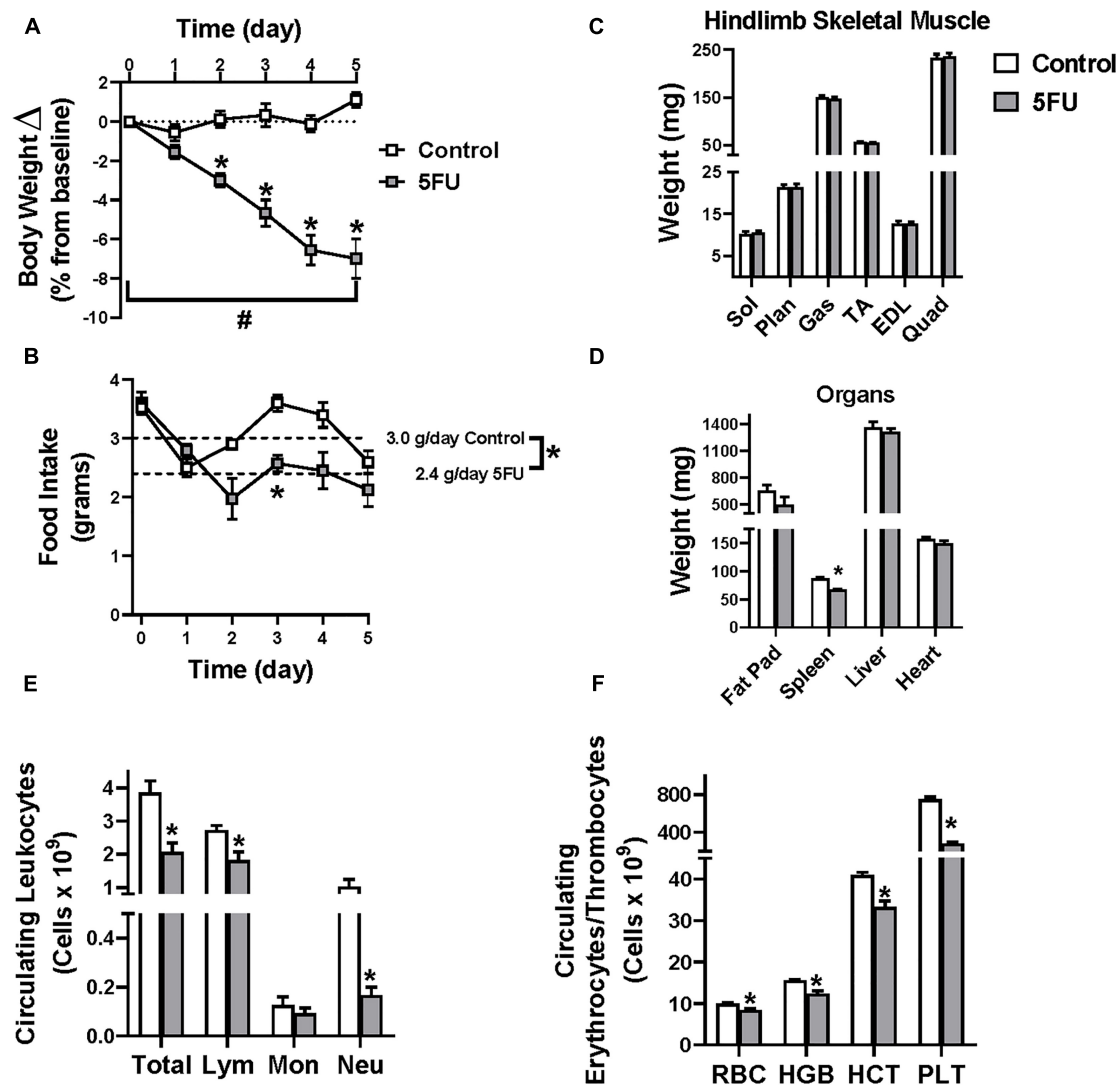 A
Time (day)
0 1 2 3 4 5
2
0
-2
-4
-6
-8
-10
Body Weight △
(% from baseline)
Control
5FU
* * * *
#
B
4
3
2
1
0
Food Intake
(grams)
3.0 g/day Control
2.4 g/day 5FU
*
*
0 1 2 3 4 5
Time (day)
C
Hindlimb Skeletal Muscle
250
150
50
25
15
5
Weight (mg)
Control
5FU
Sol Plan Gas TA EDL Quad
D
Organs
1400
1100
800
500
150
100
50
0
Weight (mg)
*
Fat Pad Spleen Liver Heart
E
4
3
2
1
0.4
0.2
0.0
Circulating Leukocytes
(Cells x 10⁹)
* * *
Total Lym Mon Neu
F
800
400
40
30
20
10
0
Circulating
Erythrocytes/Thrombocytes
(Cells x 10⁹)
* * * *
RBC HGB HCT PLT